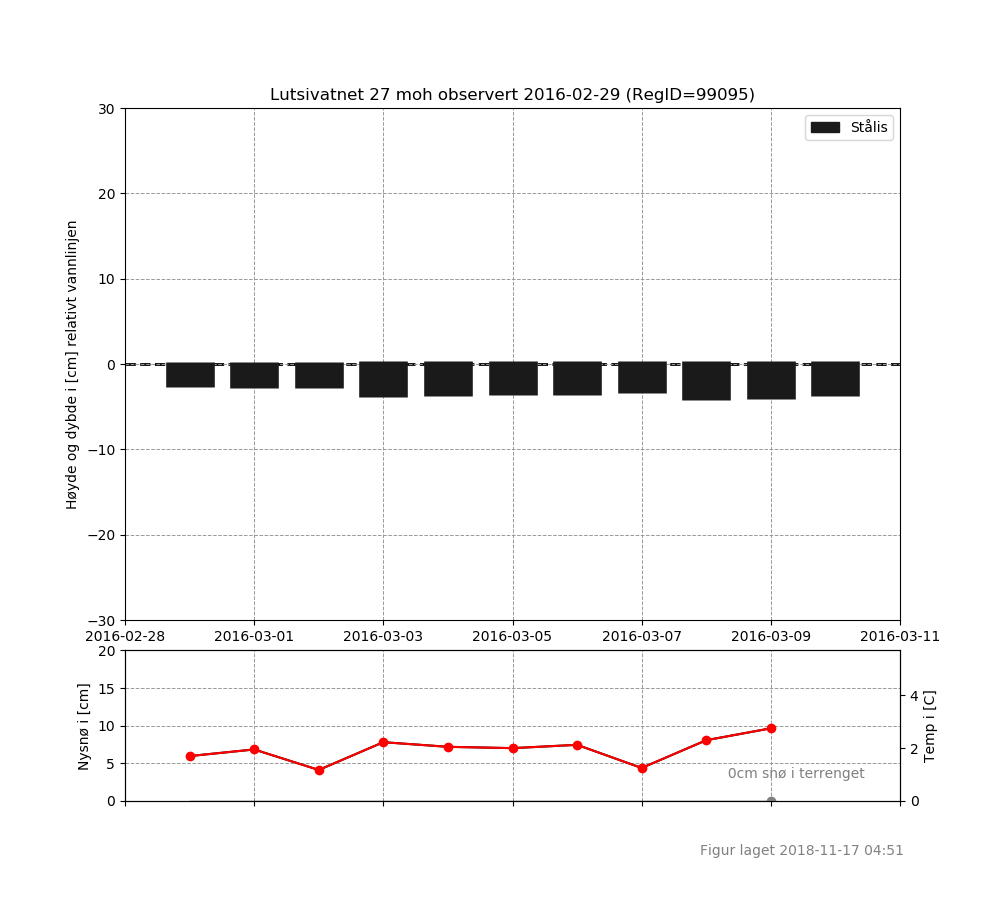 Lutsivatnet 27 moh observert 2016-02-29 (RegID=99095)
Stålis
Høyde og dybde i [cm] relativt vannlinjen
30
20
10
0
−10
−20
−30
2016-02-28 2016-03-01 2016-03-03 2016-03-05 2016-03-07 2016-03-09 2016-03-11
Nysnø i [cm]
20
15
10
5
0
4
2
0
Temp i [C]
0cm snø i terrenget
Figur laget 2018-11-17 04:51